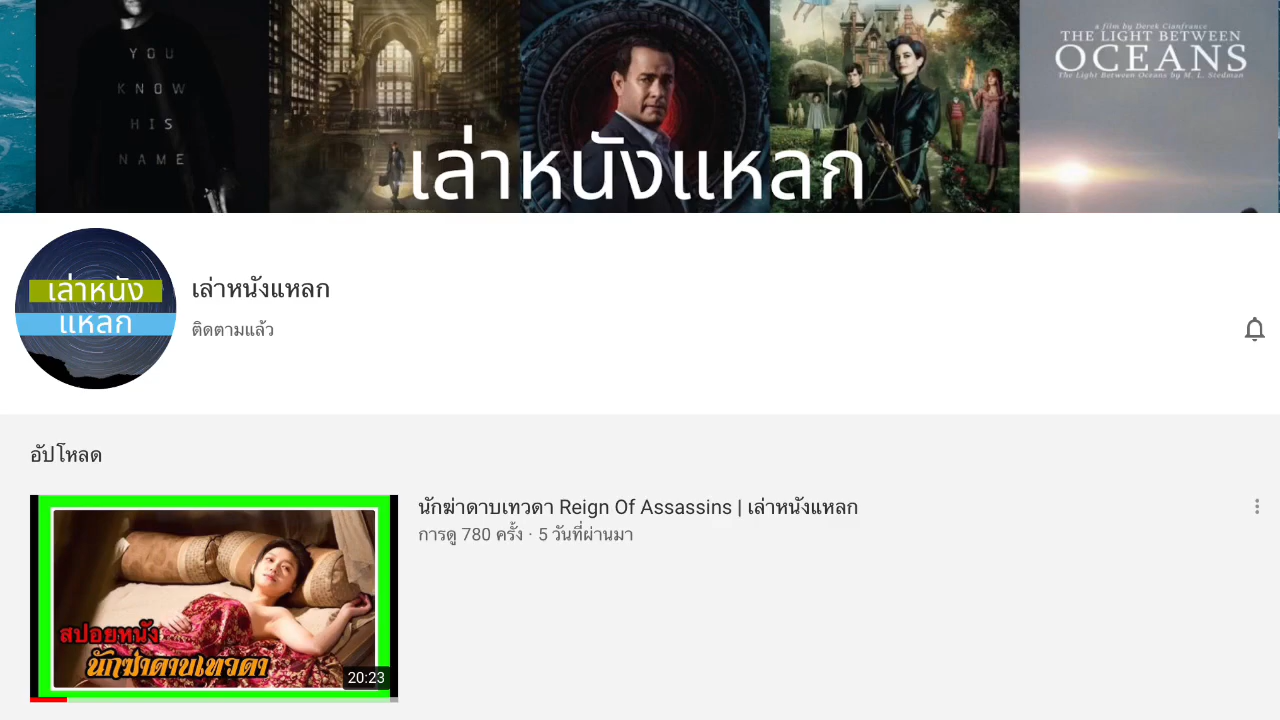 YOU
KNOW
HIS
NAME
a film by Derek Cianfrance
THE LIGHT BETWEEN
OCEANS
The Light Between Oceans by M. L. Stedman
เล่าหนังแหลก
เล่าหนัง
แหลก
เล่าหนังแหลก
ติดตามแล้ว
อัปโหลด
สปอยหนัง
นักฆ่าดาบเทวดา
20:23
นักฆ่าดาบเทวดา Reign Of Assassins | เล่าหนังแหลก
การดู 780 ครั้ง · 5 วันที่ผ่านมา